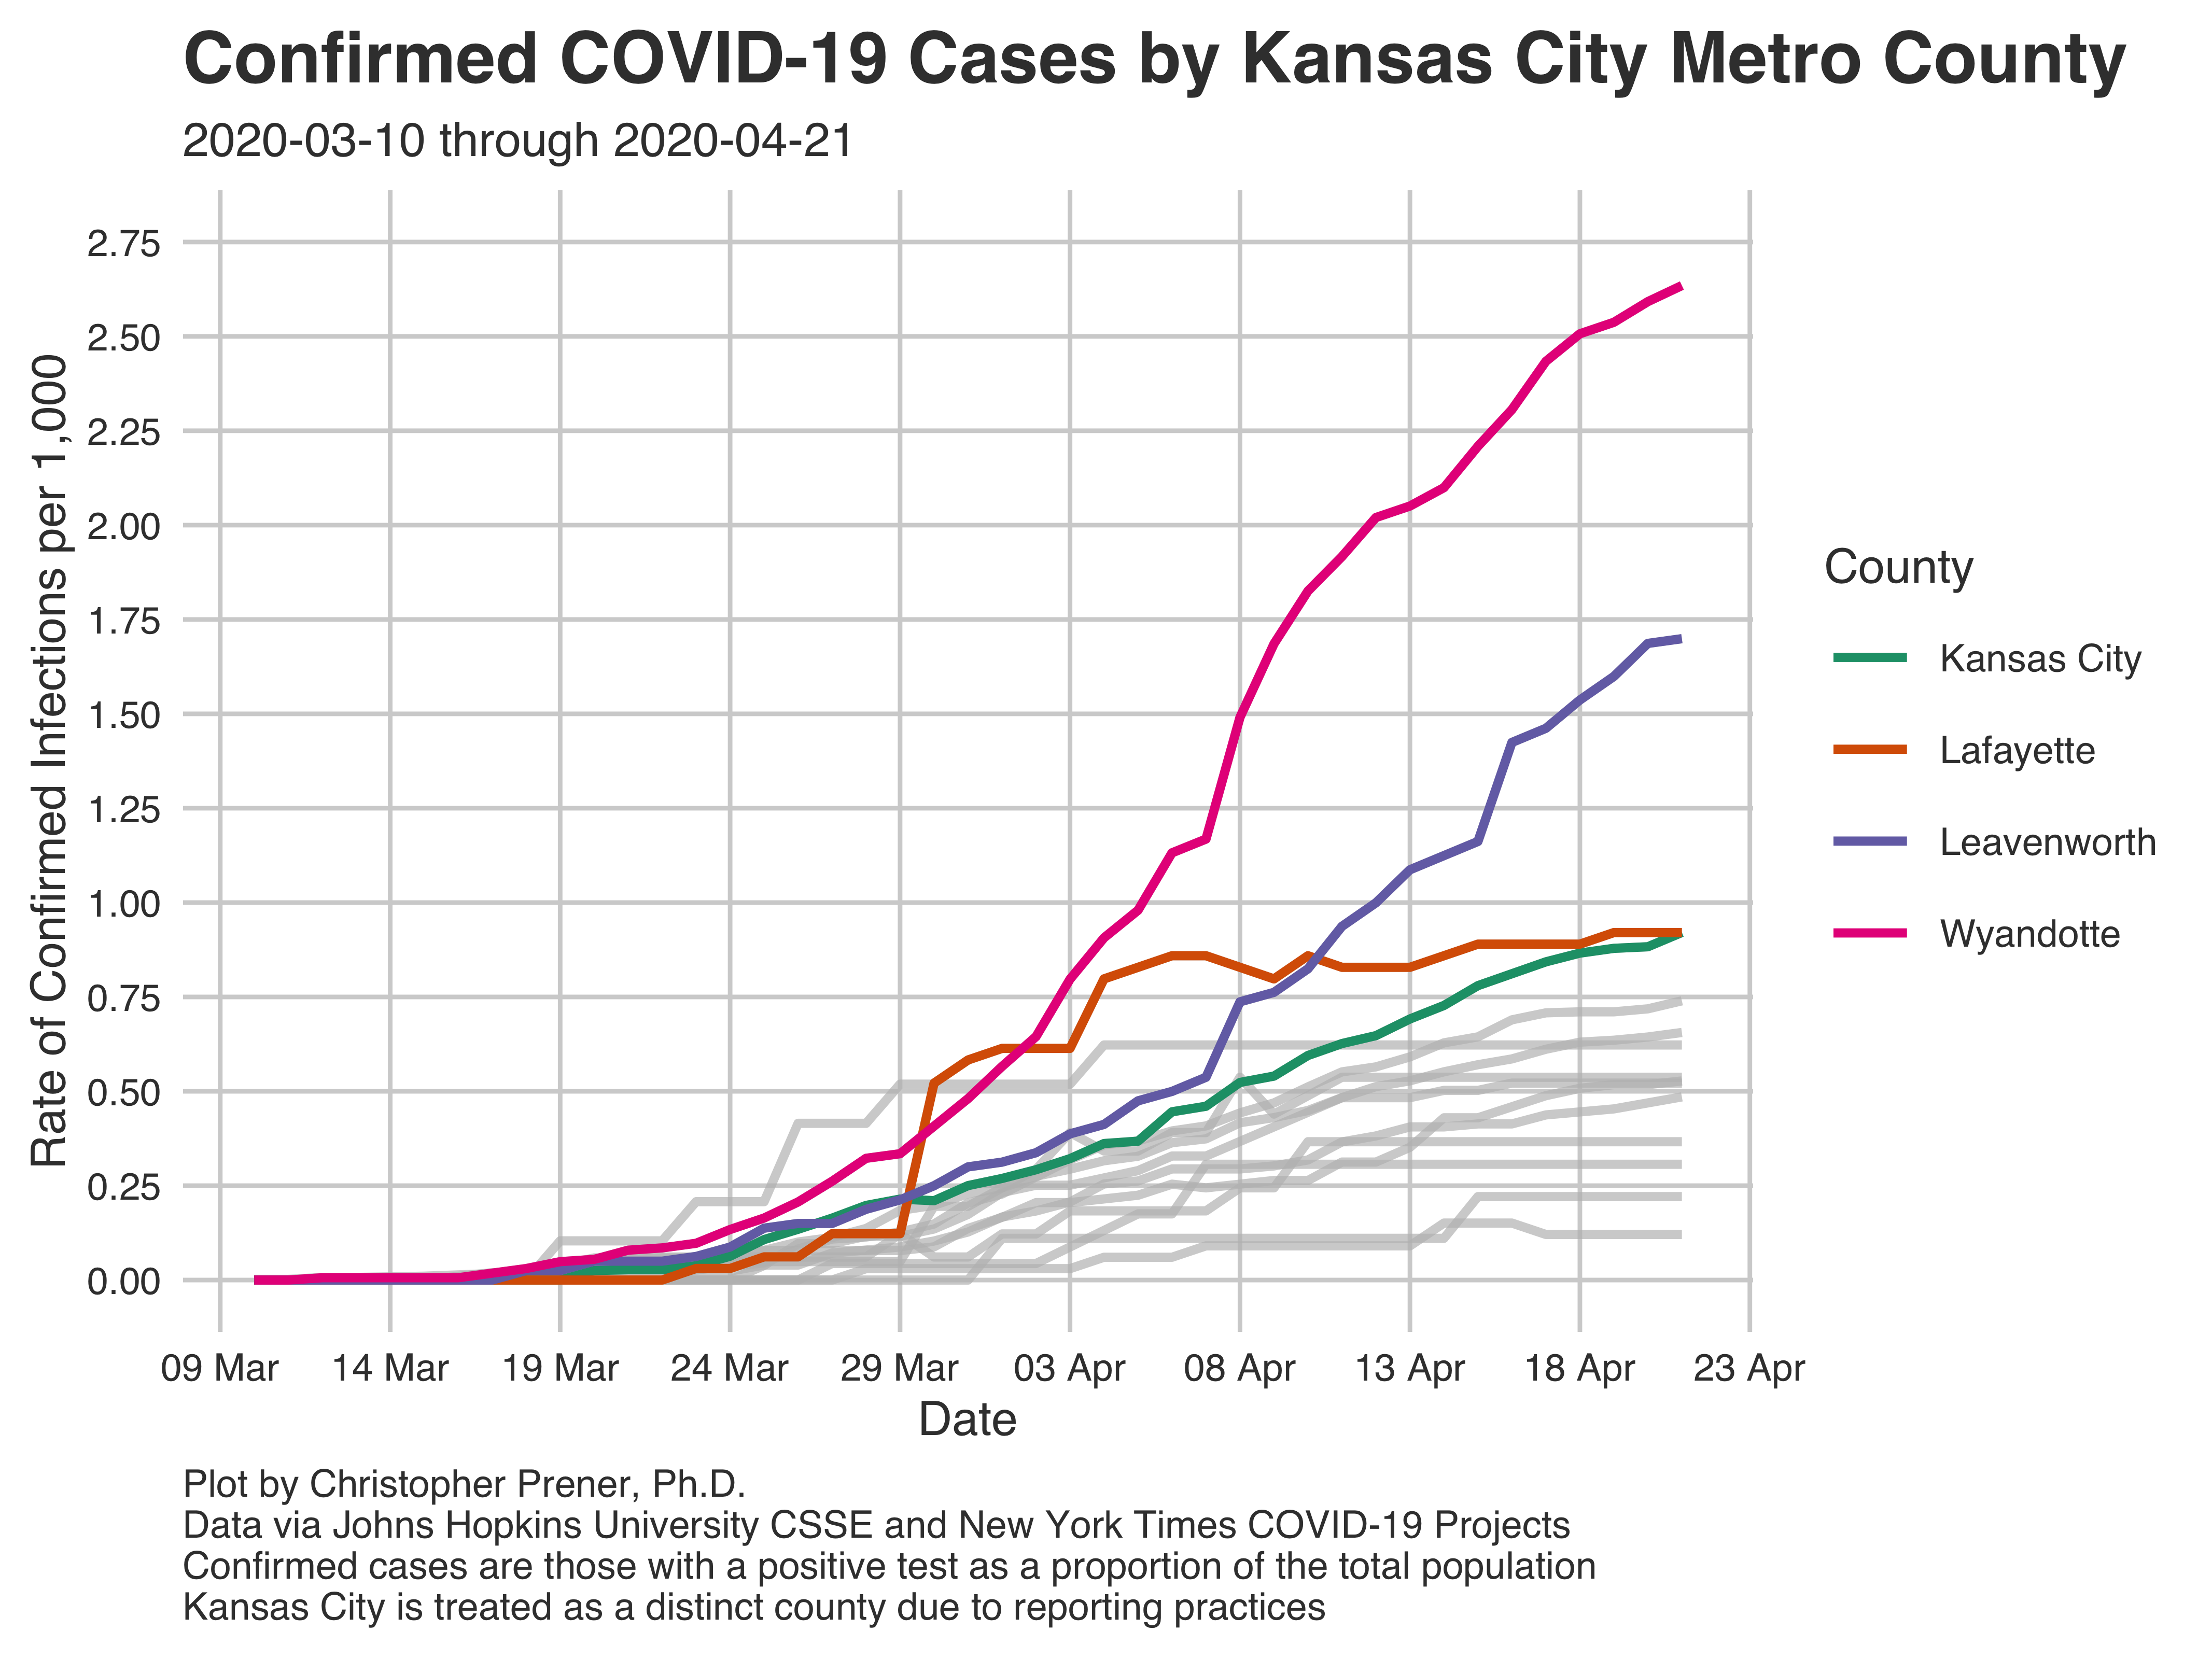 Confirmed COVID-19 Cases by Kansas City Metro County
2020-03-10 through 2020-04-21
Rate of Confirmed Infections per 1,000
2.75
2.50
2.25
2.00
1.75
1.50
1.25
1.00
0.75
0.50
0.25
0.00
09 Mar 14 Mar 19 Mar 24 Mar 29 Mar 03 Apr 08 Apr 13 Apr 18 Apr 23 Apr
Date
County
Kansas City
Lafayette
Leavenworth
Wyandotte
Plot by Christopher Prener, Ph.D.
Data via Johns Hopkins University CSSE and New York Times COVID-19 Projects
Confirmed cases are those with a positive test as a proportion of the total population
Kansas City is treated as a distinct county due to reporting practices